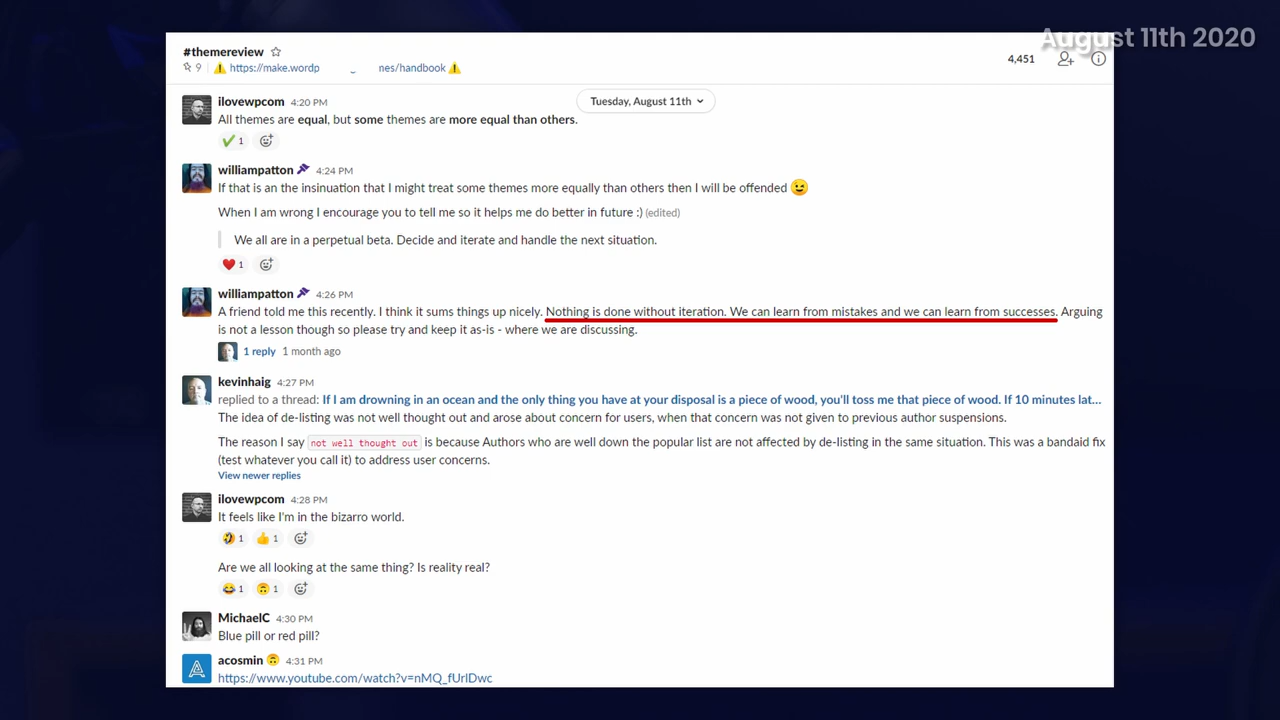 August 11th 2020
#themereview
4,451
9 https://make.wordp nes/handbook
Tuesday, August 11th
ilovewpcom 4:20 PM
All themes are equal, but some themes are more equal than others.
1
williampatton 4:24 PM
If that is an the insinuation that I might treat some themes more equally than others then I will be offended 😉
When I am wrong I encourage you to tell me so it helps me do better in future :) (edited)
We all are in a perpetual beta. Decide and iterate and handle the next situation.
1
williampatton 4:26 PM
A friend told me this recently. I think it sums things up nicely. Nothing is done without iteration. We can learn from mistakes and we can learn from successes. Arguing
is not a lesson though so please try and keep it as-is - where we are discussing.
1 reply 1 month ago
kevinhaig 4:27 PM
replied to a thread: If I am drowning in an ocean and the only thing you have at your disposal is a piece of wood, you'll toss me that piece of wood. If 10 minutes lat...
The idea of de-listing was not well thought out and arose about concern for users, when that concern was not given to previous author suspensions.
The reason I say not well thought out is because Authors who are well down the popular list are not affected by de-listing in the same situation. This was a bandaid fix
(test whatever you call it) to address user concerns.
View newer replies
ilovewpcom 4:28 PM
It feels like I'm in the bizarro world.
1 1
Are we all looking at the same thing? Is reality real?
1 1
MichaelC 4:30 PM
Blue pill or red pill?
acosmin 4:31 PM
https://www.youtube.com/watch?v=nMQ_fUrlDwc